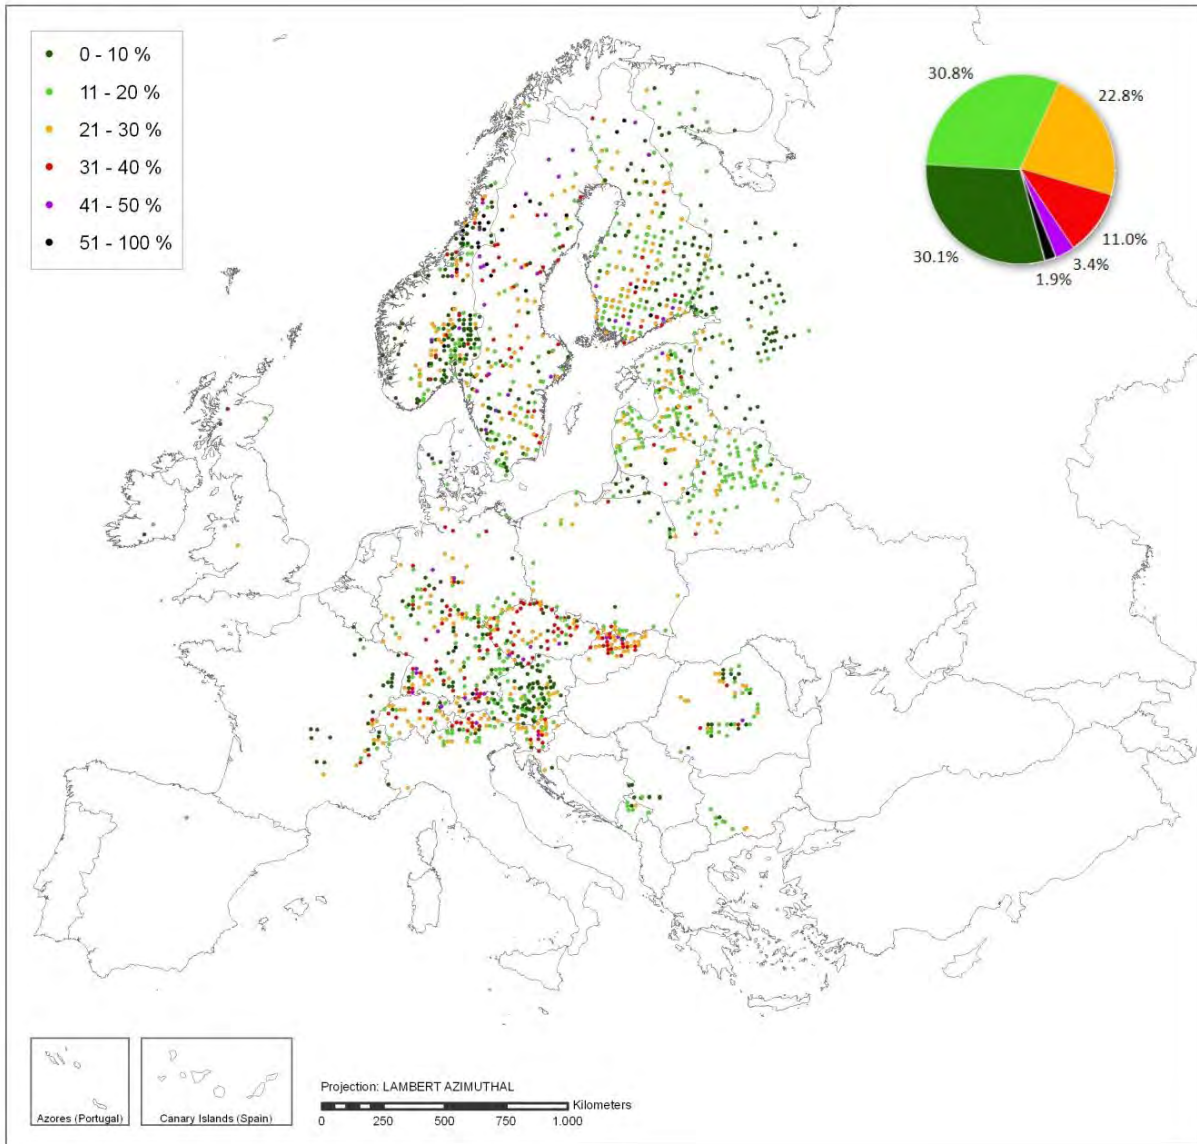 0 - 10 %
11 - 20 %
21 - 30 %
31 - 40 %
41 - 50 %
51 - 100 %
30.8%
22.8%
11.0%
3.4%
1.9%
30.1%
Azores (Portugal)
Canary Islands (Spain)
Projection: LAMBERT AZIMUTHAL
Kilometers
0 250 500 750 1.000